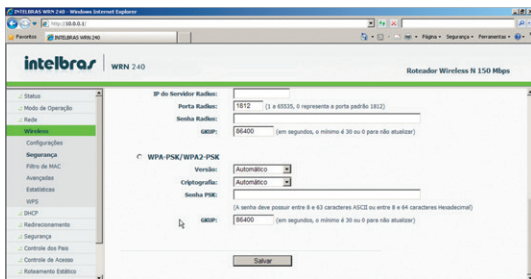 INTELBRAS WRN 240 - Windows Internet Explorer
http://10.0.0.1/
Favoritos INTELBRAS WRN 240
Página Segurança Ferramentas
intelbras WRN 240
Roteador Wireless N 150 Mbps
Status
Modo de Operação
Rede
Wireless
Configurações
Segurança
Filtro de MAC
Avançadas
Estatísticas
WPS
DHCP
Redirecionamento
Segurança
Controle dos Pais
Controle de Acesso
Roteamento Estático
IP do Servidor Radius:
Porta Radius: 1812 (1 a 65535, 0 representa a porta padrão 1812)
Senha Radius:
GKUP: 86400 (em segundos, o mínimo é 30 ou 0 para não atualizar)
WPA-PSK/WPA2-PSK
Versão: Automático
Criptografia: Automático
Senha PSK:
(A senha deve possuir entre 8 e 63 caracteres ASCII ou entre 8 e 64 caracteres Hexadecimal)
GKUP: 86400 (em segundos, o mínimo é 30 ou 0 para não atualizar)
Salvar